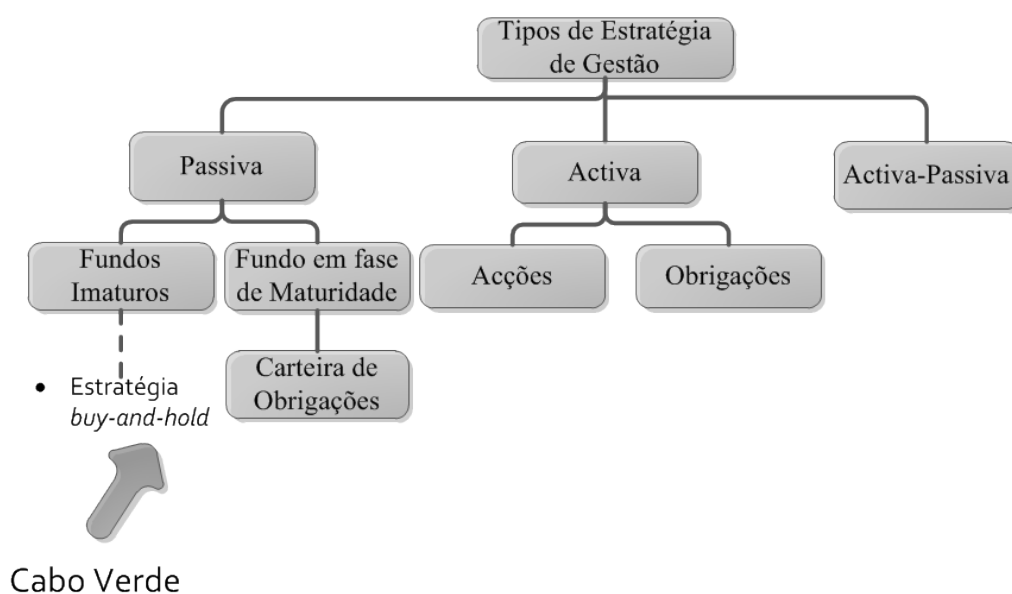 Tipos de Estratégia
de Gestão
Passiva
Activa
Activa-Passiva
Fundos
Imaturos
Fundo em fase
de Maturidade
Acções
Obrigações
Carteira de
Obrigações
• Estratégia
buy-and-hold
Cabo Verde